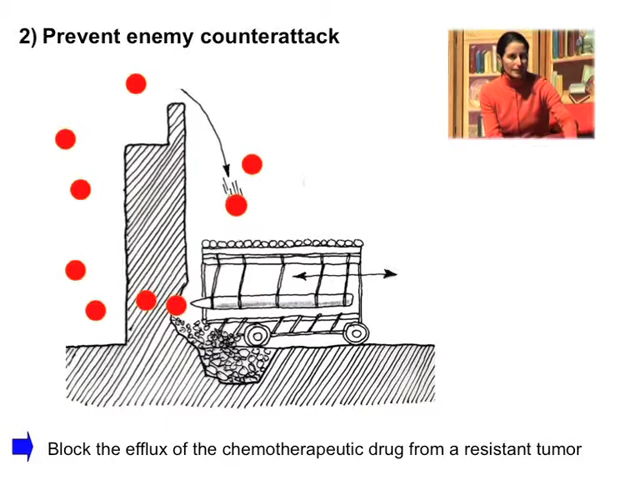 2) Prevent enemy counterattack
Block the efflux of the chemotherapeutic drug from a resistant tumor